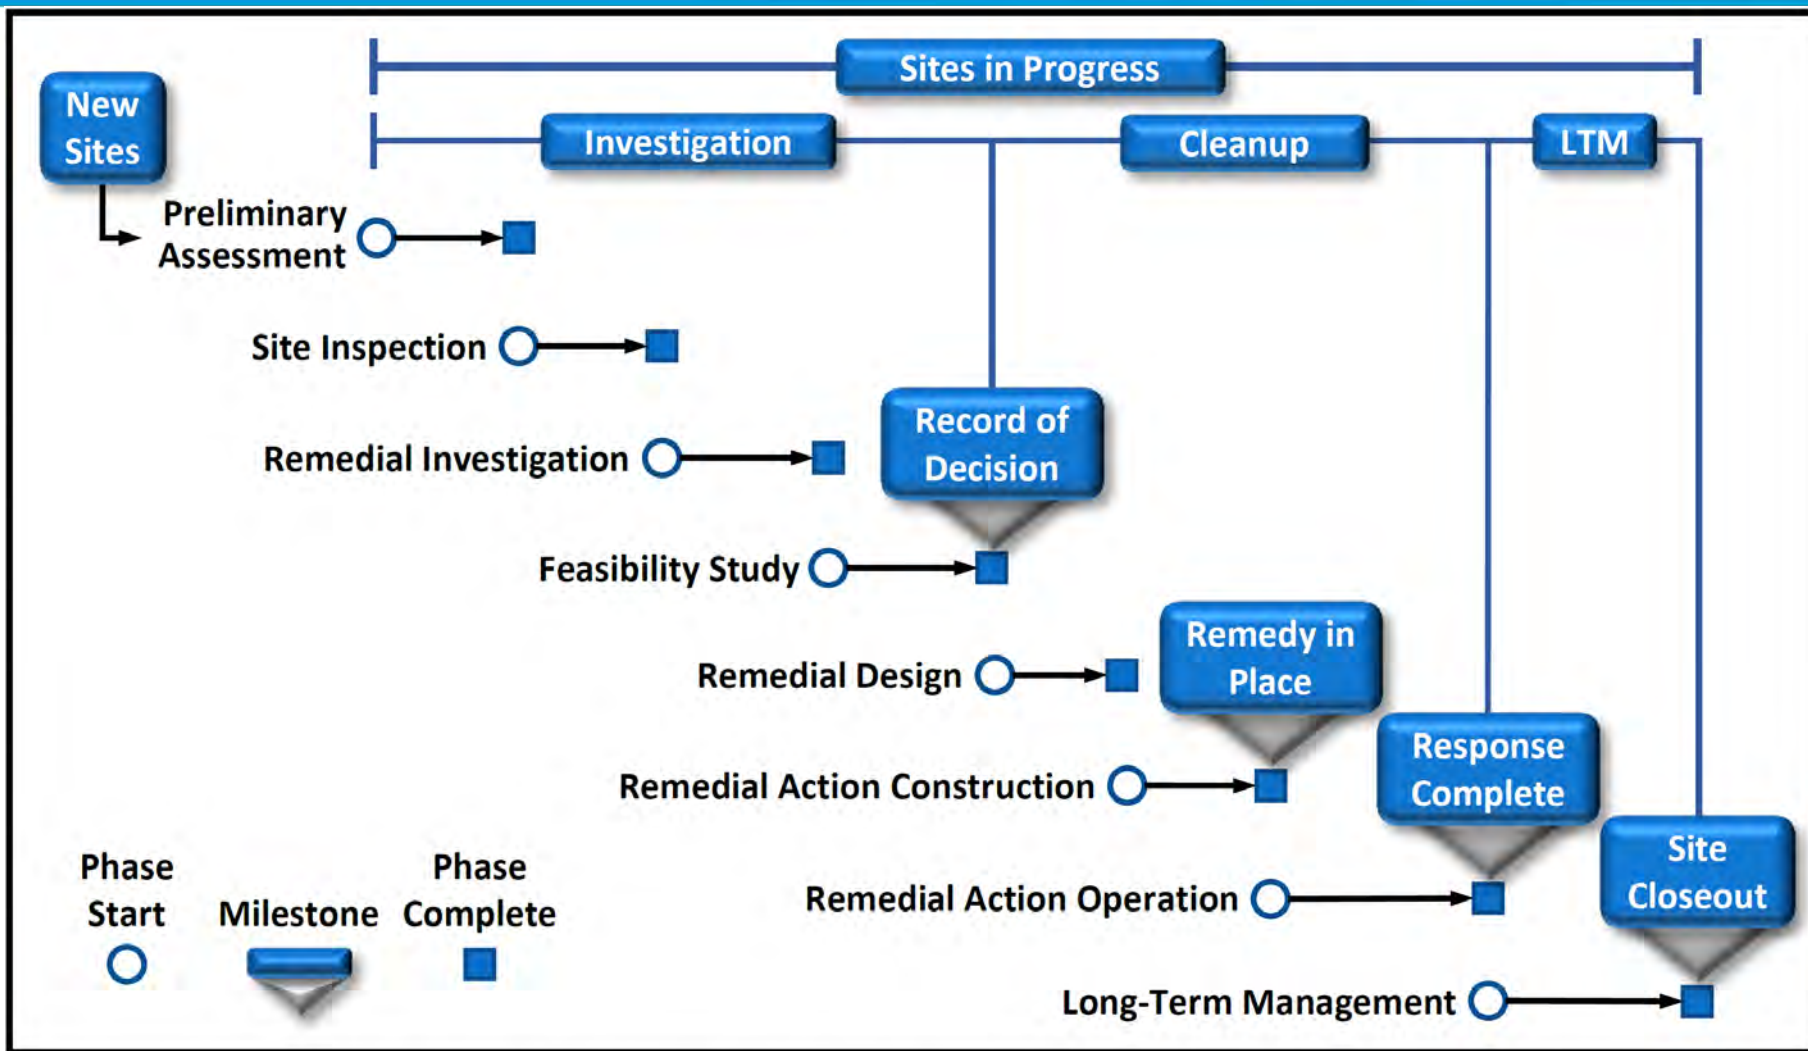 Sites in Progress
New
Sites
Investigation
Cleanup
LTM
Preliminary
Assessment
Site Inspection
Record of
Decision
Remedial Investigation
Feasibility Study
Remedy in
Place
Remedial Design
Response
Complete
Remedial Action Construction
Site
Closeout
Remedial Action Operation
Long-Term Management
Phase
Start
Milestone
Phase
Complete